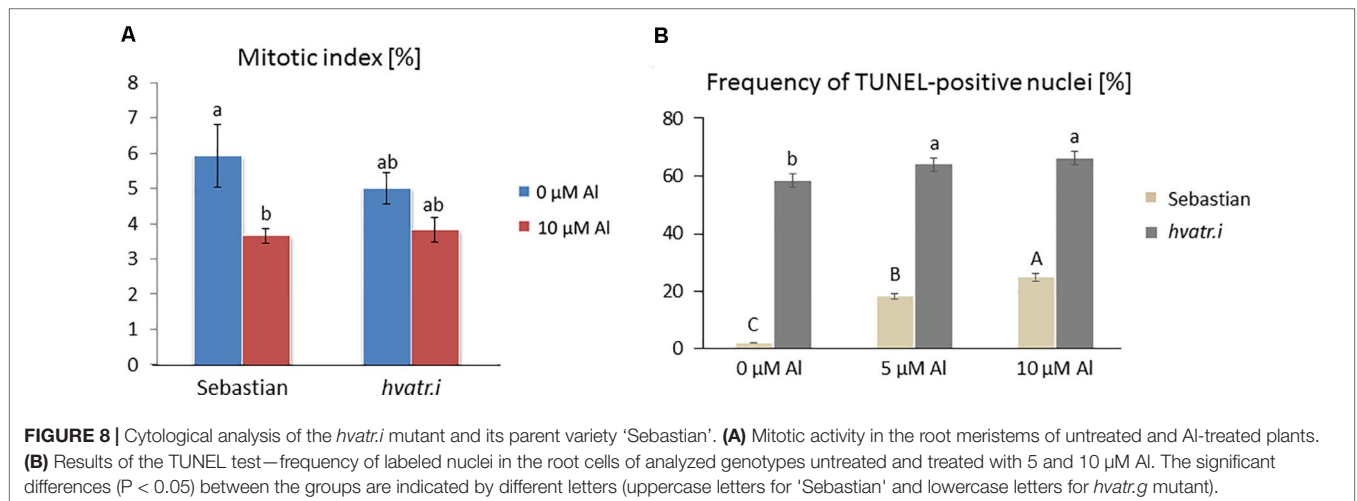 A
Mitotic index [%]
8
7
6
5
4
3
2
1
0
a
b
ab
ab
Sebastian
hvatr.i
0 µM Al
10 µM Al
B
Frequency of TUNEL-positive nuclei [%]
80
60
40
20
0
C
b
B
a
A
a
0 µM Al
5 µM Al
10 µM Al
Sebastian
hvatr.i
FIGURE 8 | Cytological analysis of the hvatr.i mutant and its parent variety ‘Sebastian’. (A) Mitotic activity in the root meristems of untreated and Al-treated plants.
(B) Results of the TUNEL test—frequency of labeled nuclei in the root cells of analyzed genotypes untreated and treated with 5 and 10 µM Al. The significant
differences (P < 0.05) between the groups are indicated by different letters (uppercase letters for 'Sebastian' and lowercase letters for hvatr.g mutant).